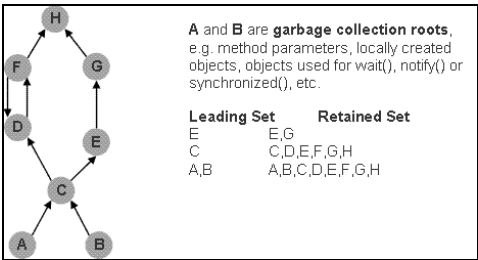 H
F
G
D
E
C
A
B
A and B are garbage collection roots,
e.g. method parameters, locally created
objects, objects used for wait(), notify() or
synchronized(), etc.
Leading Set Retained Set
E E,G
C C,D,E,F,G,H
A,B A,B,C,D,E,F,G,H